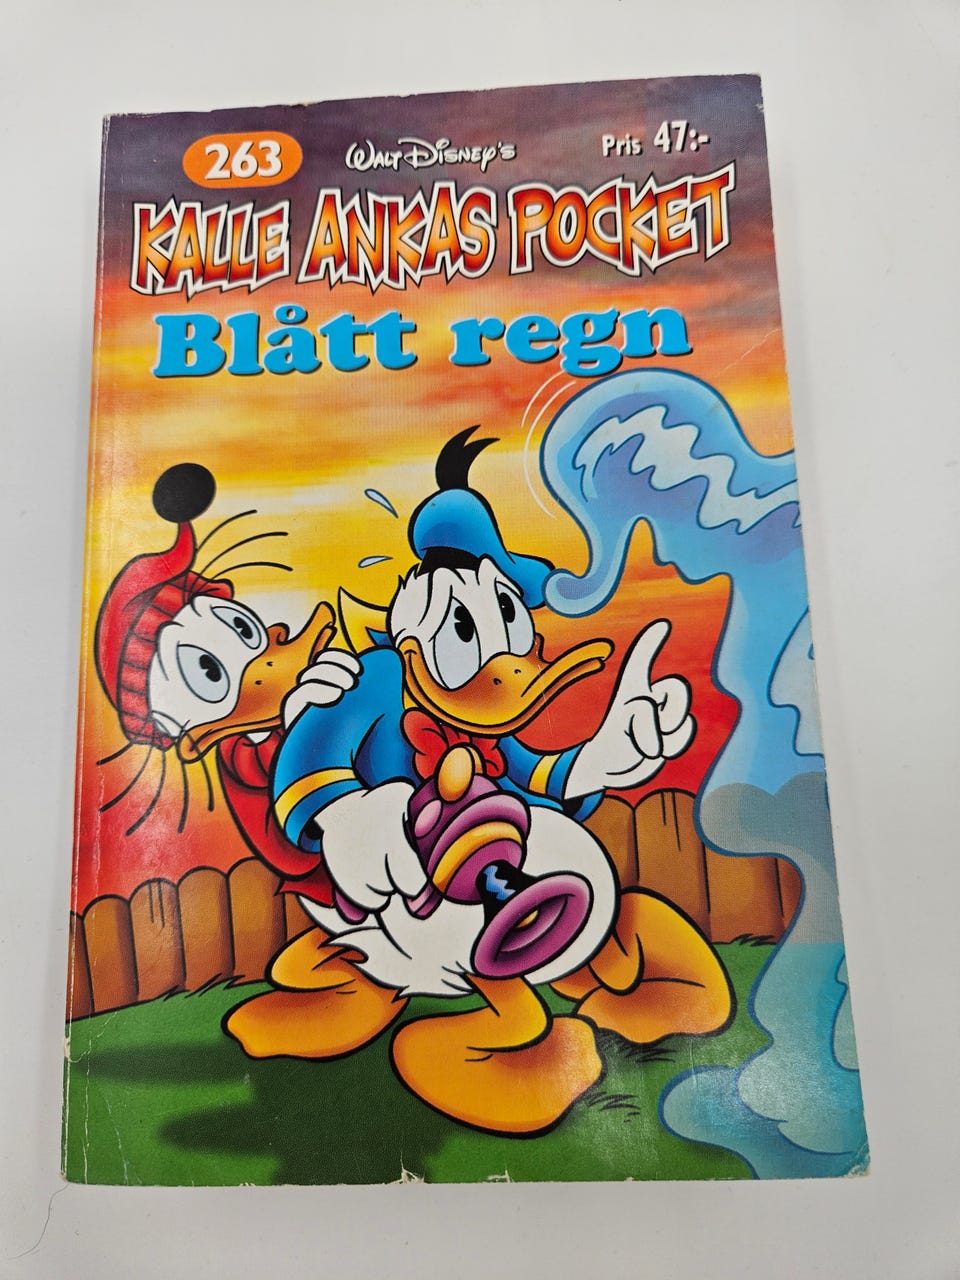 263
Walt Disney's
Pris 47:-
KALLE ANKAS POCKET
Blått regn